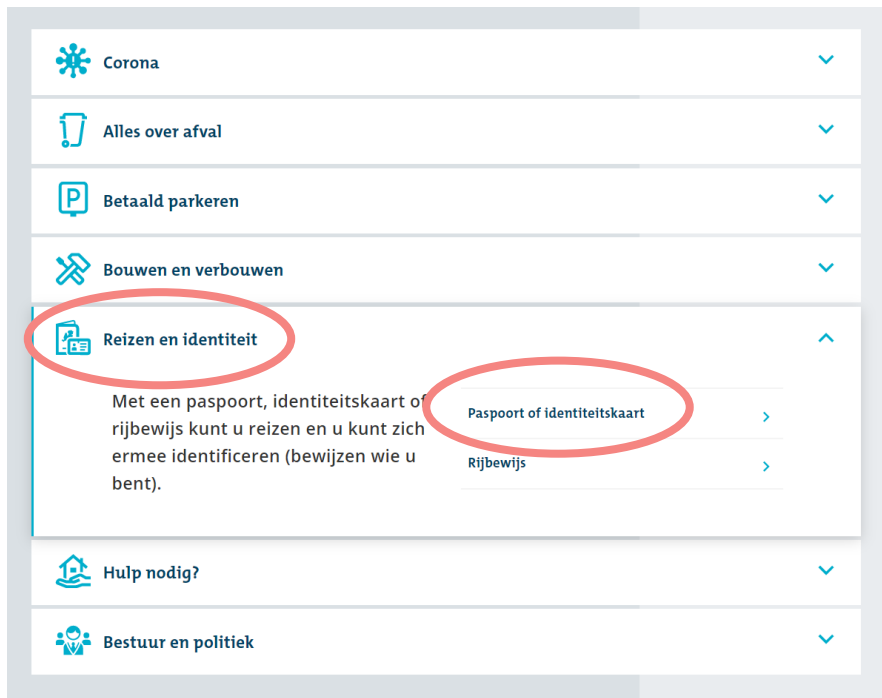 Corona
Alles over afval
P
Betaald parkeren
Bouwen en verbouwen
Reizen en identiteit
Met een paspoort, identiteitskaart of
rijbewijs kunt u reizen en u kunt zich
ermee identificeren (bewijzen wie u
bent).
Paspoort of identiteitskaart
Rijbewijs
Hulp nodig?
Bestuur en politiek